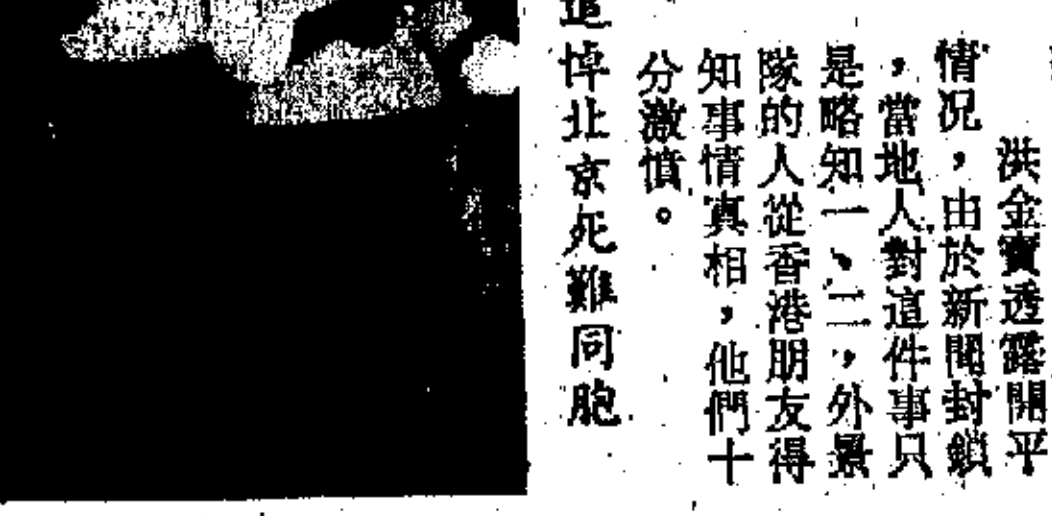 洪金寶透露開平
情況，由於新聞封鎖
，當地人對這件事只
是略知一、二，外景
隊的人從香港朋友得
知事情真相，他們十
分激憤。
追悼北京死難同胞